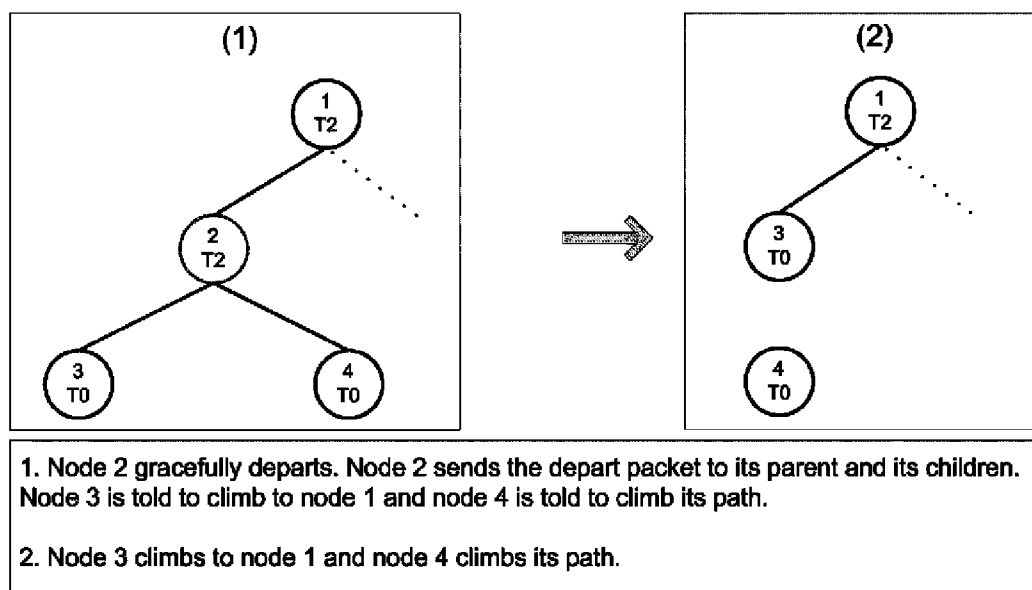 (1)
1
T2
2
T2
3
T0
4
T0
(2)
1
T2
3
T0
4
T0
1. Node 2 gracefully departs. Node 2 sends the depart packet to its parent and its children.
Node 3 is told to climb to node 1 and node 4 is told to climb its path.
2. Node 3 climbs to node 1 and node 4 climbs its path.